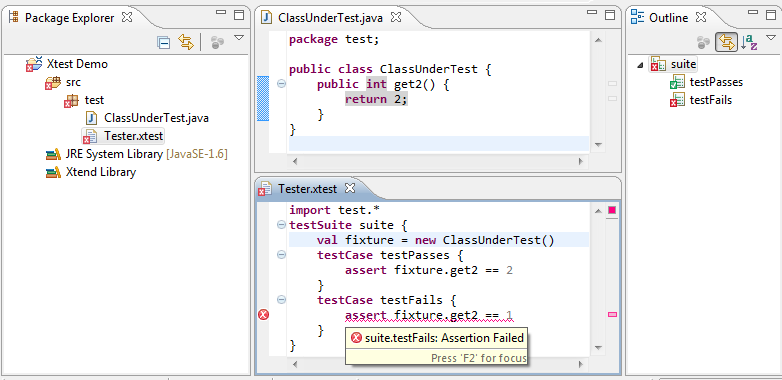 Package Explorer
Xtest Demo
src
test
ClassUnderTest.java
Tester.xtest
JRE System Library [JavaSE-1.6]
Xtend Library
ClassUnderTest.java
package test;
public class ClassUnderTest {
public int get2() {
return 2;
}
}
Tester.xtest
import test.*
testSuite suite {
val fixture = new ClassUnderTest()
testCase testPasses {
assert fixture.get2 == 2
}
testCase testFails {
assert fixture.get2 == 1
}
}
suite.testFails: Assertion Failed
Press 'F2' for focus
Outline
suite
testPasses
testFails